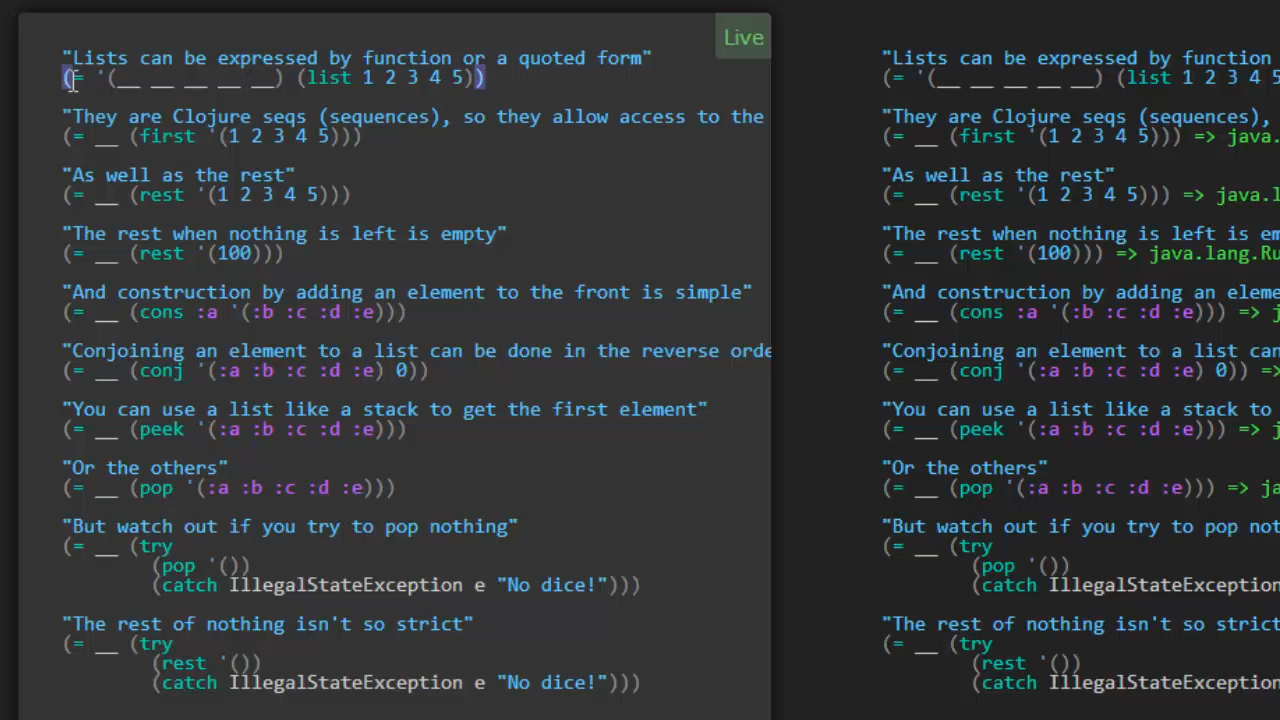 Live
"Lists can be expressed by function or a quoted form"
(= '(__ __ __ __ __) (list 1 2 3 4 5))
"They are Clojure seqs (sequences), so they allow access to the
(= __ (first '(1 2 3 4 5)))
"As well as the rest"
(= __ (rest '(1 2 3 4 5)))
"The rest when nothing is left is empty"
(= __ (rest '(100)))
"And construction by adding an element to the front is simple"
(= __ (cons :a '(:b :c :d :e)))
"Conjoining an element to a list can be done in the reverse orde
(= __ (conj '(:a :b :c :d :e) 0))
"You can use a list like a stack to get the first element"
(= __ (peek '(:a :b :c :d :e)))
"Or the others"
(= __ (pop '(:a :b :c :d :e)))
"But watch out if you try to pop nothing"
(= __ (try
(pop '())
(catch IllegalStateException e "No dice!")))
"The rest of nothing isn't so strict"
(= __ (try
(rest '())
(catch IllegalStateException e "No dice!")))
"Lists can be expressed by function
(= '(__ __ __ __ __) (list 1 2 3 4 5
"They are Clojure seqs (sequences),
(= __ (first '(1 2 3 4 5))) => java.
"As well as the rest"
(= __ (rest '(1 2 3 4 5))) => java.l
"The rest when nothing is left is em
(= __ (rest '(100))) => java.lang.Ru
"And construction by adding an eleme
(= __ (cons :a '(:b :c :d :e))) => j
"Conjoining an element to a list can
(= __ (conj '(:a :b :c :d :e) 0)) =>
"You can use a list like a stack to
(= __ (peek '(:a :b :c :d :e))) => j
"Or the others"
(= __ (pop '(:a :b :c :d :e))) => ja
"But watch out if you try to pop not
(= __ (try
(pop '())
(catch IllegalStateException
"The rest of nothing isn't so strict
(= __ (try
(rest '())
(catch IllegalStateException